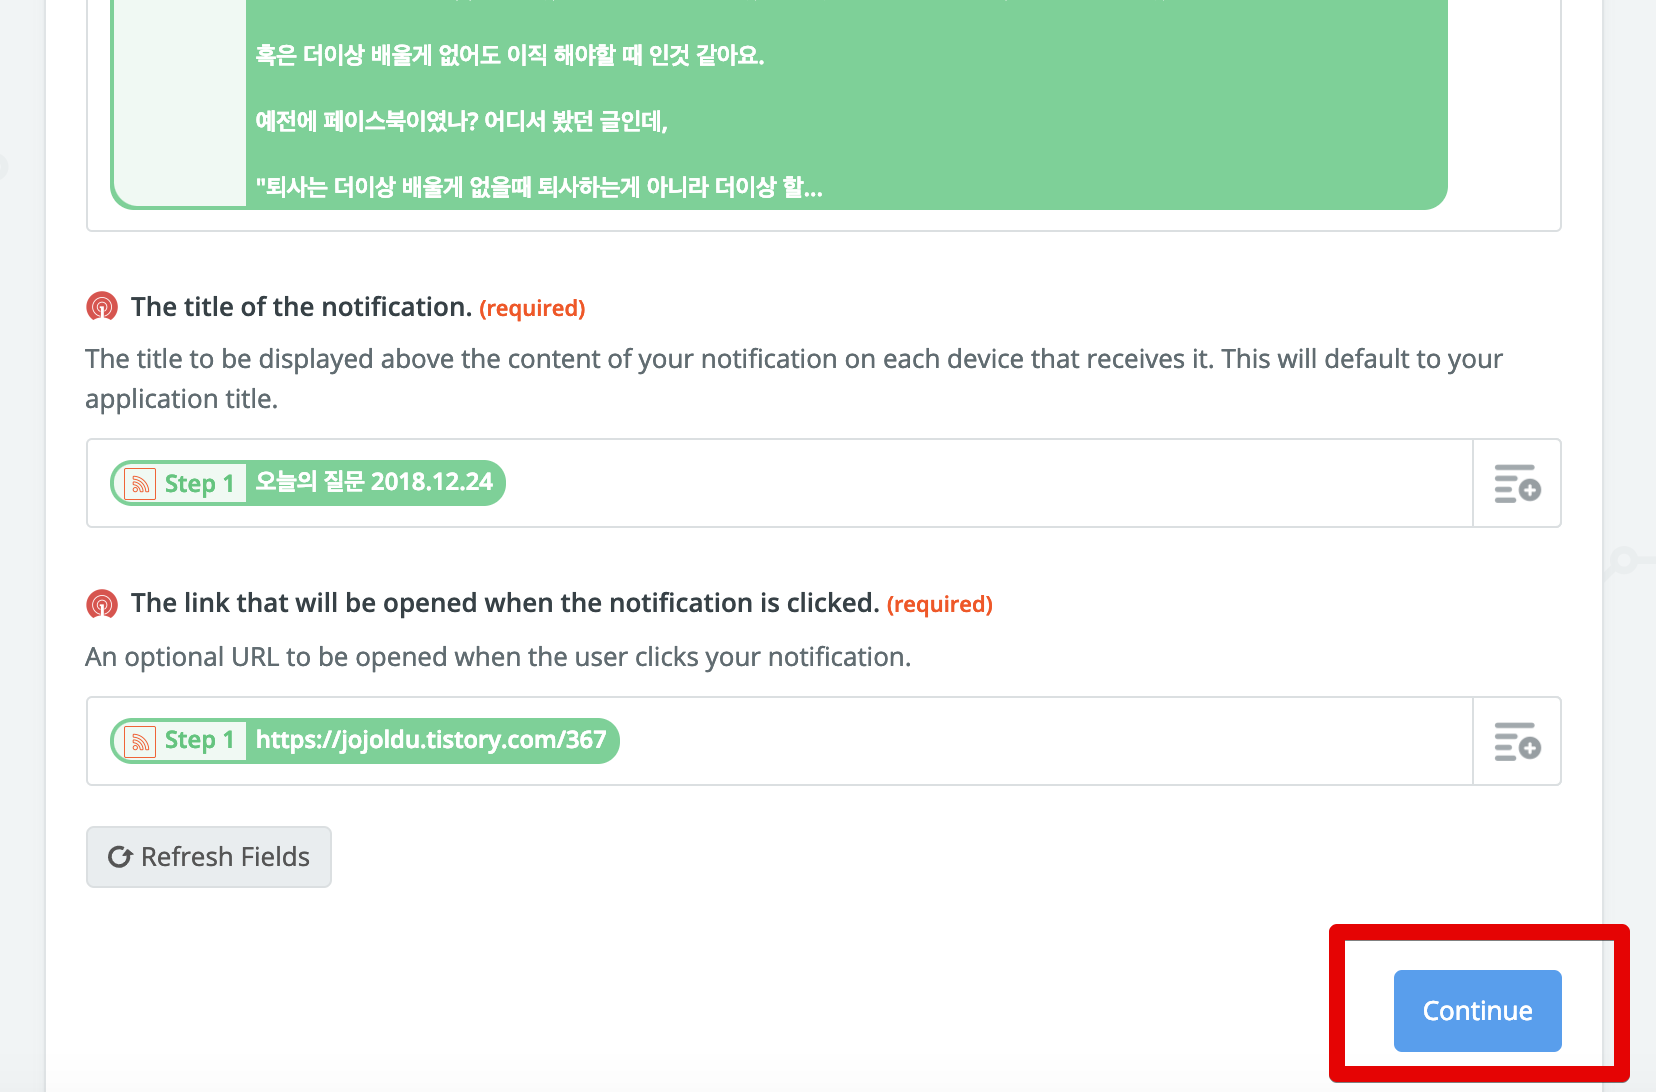 혹은 더이상 배울게 없어도 이직 해야할 때 인것 같아요.
예전에 페이스북이였나? 어디서 봤던 글인데,
"퇴사는 더이상 배울게 없을때 퇴사하는게 아니라 더이상 할...
The title of the notification. (required)
The title to be displayed above the content of your notification on each device that receives it. This will default to your
application title.
Step 1 오늘의 질문 2018.12.24
The link that will be opened when the notification is clicked. (required)
An optional URL to be opened when the user clicks your notification.
Step 1 https://jojoldu.tistory.com/367
Refresh Fields
Continue